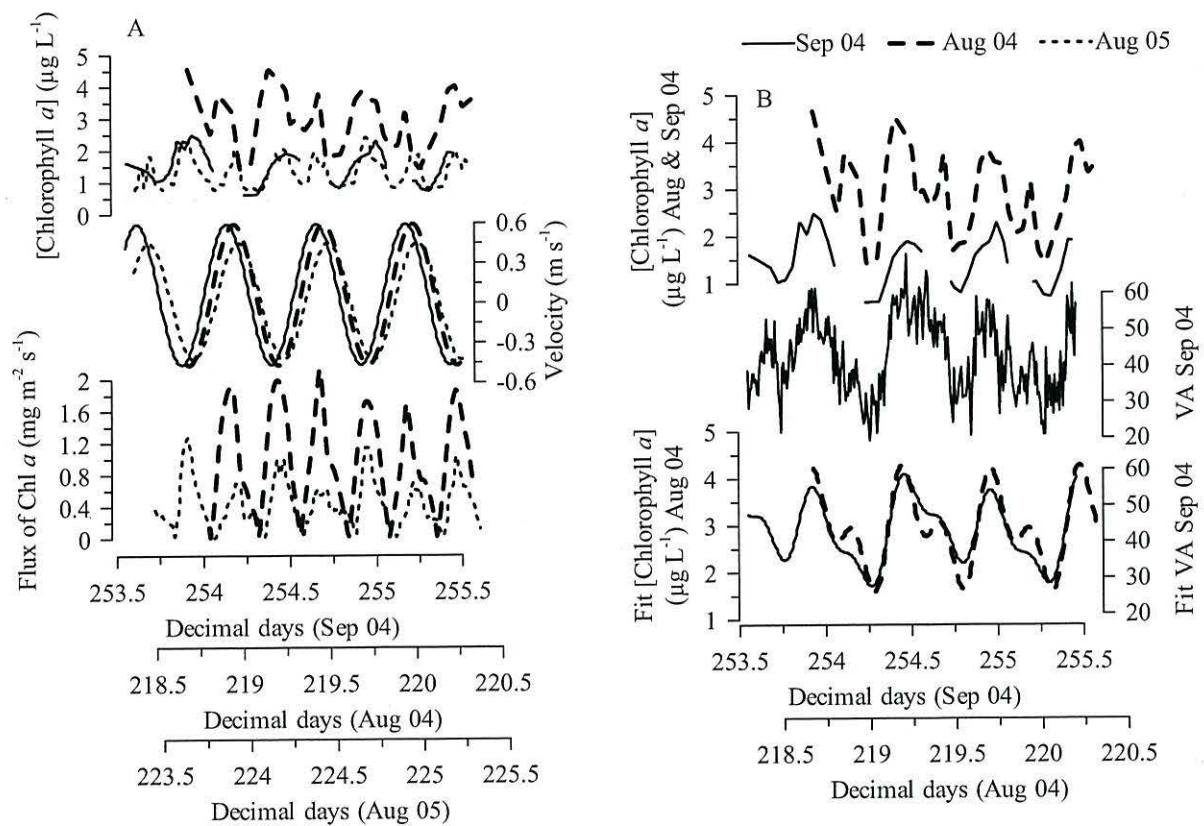 Sep 04 Aug 04 Aug 05
A
[Chlorophyll a] (µg L-1)
5
4
3
2
1
0
0.6
0.3
0
-0.3
-0.6
Velocity (m s-1)
Flux of Chl a (mg m-2 s-1)
2
1.6
1.2
0.8
0.4
0
253.5 254 254.5 255 255.5
Decimal days (Sep 04)
218.5 219 219.5 220 220.5
Decimal days (Aug 04)
223.5 224 224.5 225 225.5
Decimal days (Aug 05)
B
[Chlorophyll a]
(µg L-1) Aug & Sep 04
5
4
3
2
1
60
50
40
30
20
VA Sep 04
Fit [Chlorophyll a]
(µg L-1) Aug 04
5
4
3
2
1
60
50
40
30
20
Fit VA Sep 04
253.5 254 254.5 255 255.5
Decimal days (Sep 04)
218.5 219 219.5 220 220.5
Decimal days (Aug 04)